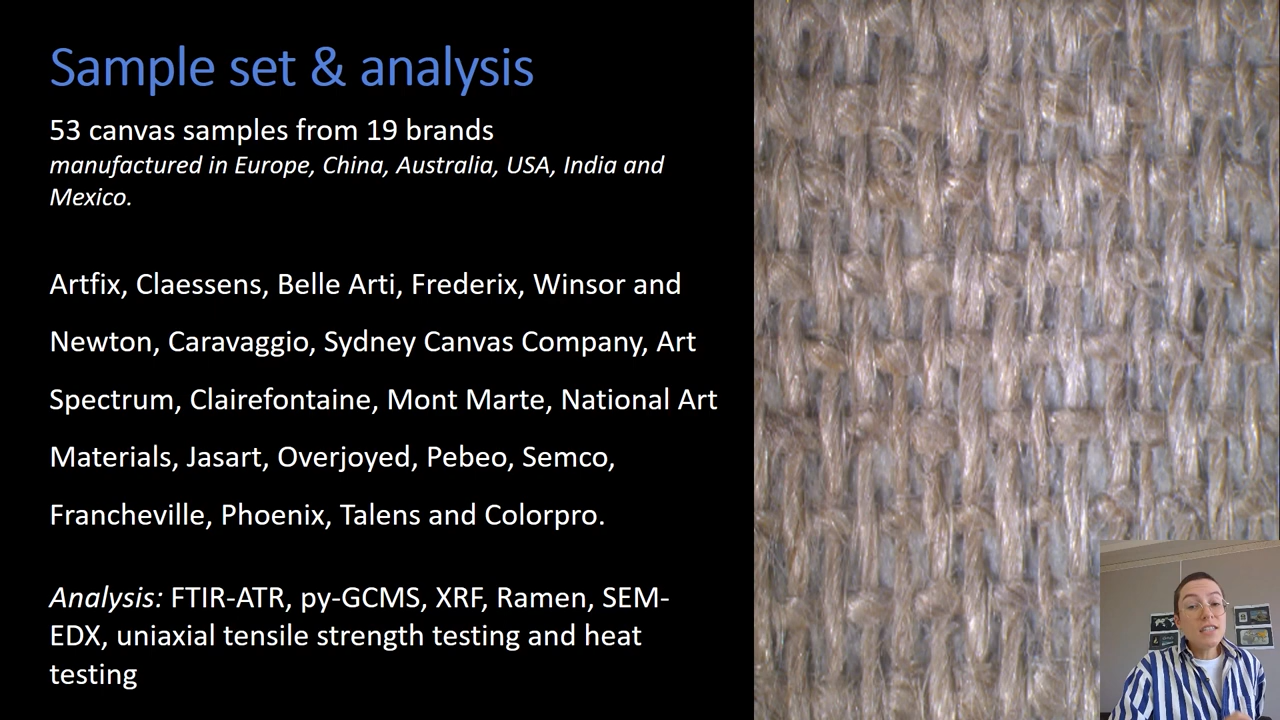 Sample set & analysis
53 canvas samples from 19 brands
manufactured in Europe, China, Australia, USA, India and
Mexico.
Artfix, Claessens, Belle Arti, Frederix, Winsor and
Newton, Caravaggio, Sydney Canvas Company, Art
Spectrum, Clairefontaine, Mont Marte, National Art
Materials, Jasart, Overjoyed, Pebeo, Semco,
Francheville, Phoenix, Talens and Colorpro.
Analysis: FTIR-ATR, py-GCMS, XRF, Ramen, SEM-
EDX, uniaxial tensile strength testing and heat
testing